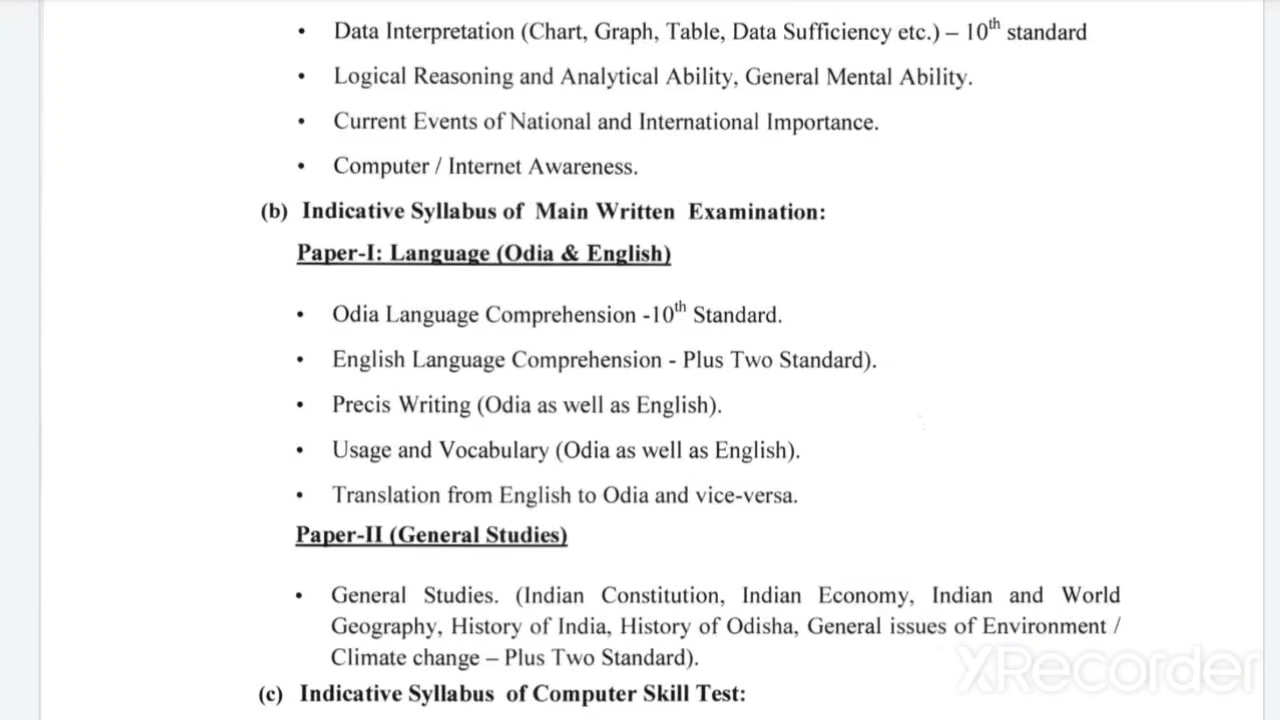 • Data Interpretation (Chart, Graph, Table, Data Sufficiency etc.) – 10th standard
• Logical Reasoning and Analytical Ability, General Mental Ability.
• Current Events of National and International Importance.
• Computer / Internet Awareness.
(b) Indicative Syllabus of Main Written Examination:
Paper-I: Language (Odia & English)
• Odia Language Comprehension -10th Standard.
• English Language Comprehension - Plus Two Standard).
• Precis Writing (Odia as well as English).
• Usage and Vocabulary (Odia as well as English).
• Translation from English to Odia and vice-versa.
Paper-II (General Studies)
• General Studies. (Indian Constitution, Indian Economy, Indian and World
Geography, History of India, History of Odisha, General issues of Environment /
Climate change – Plus Two Standard).
(c) Indicative Syllabus of Computer Skill Test:
XRecorder